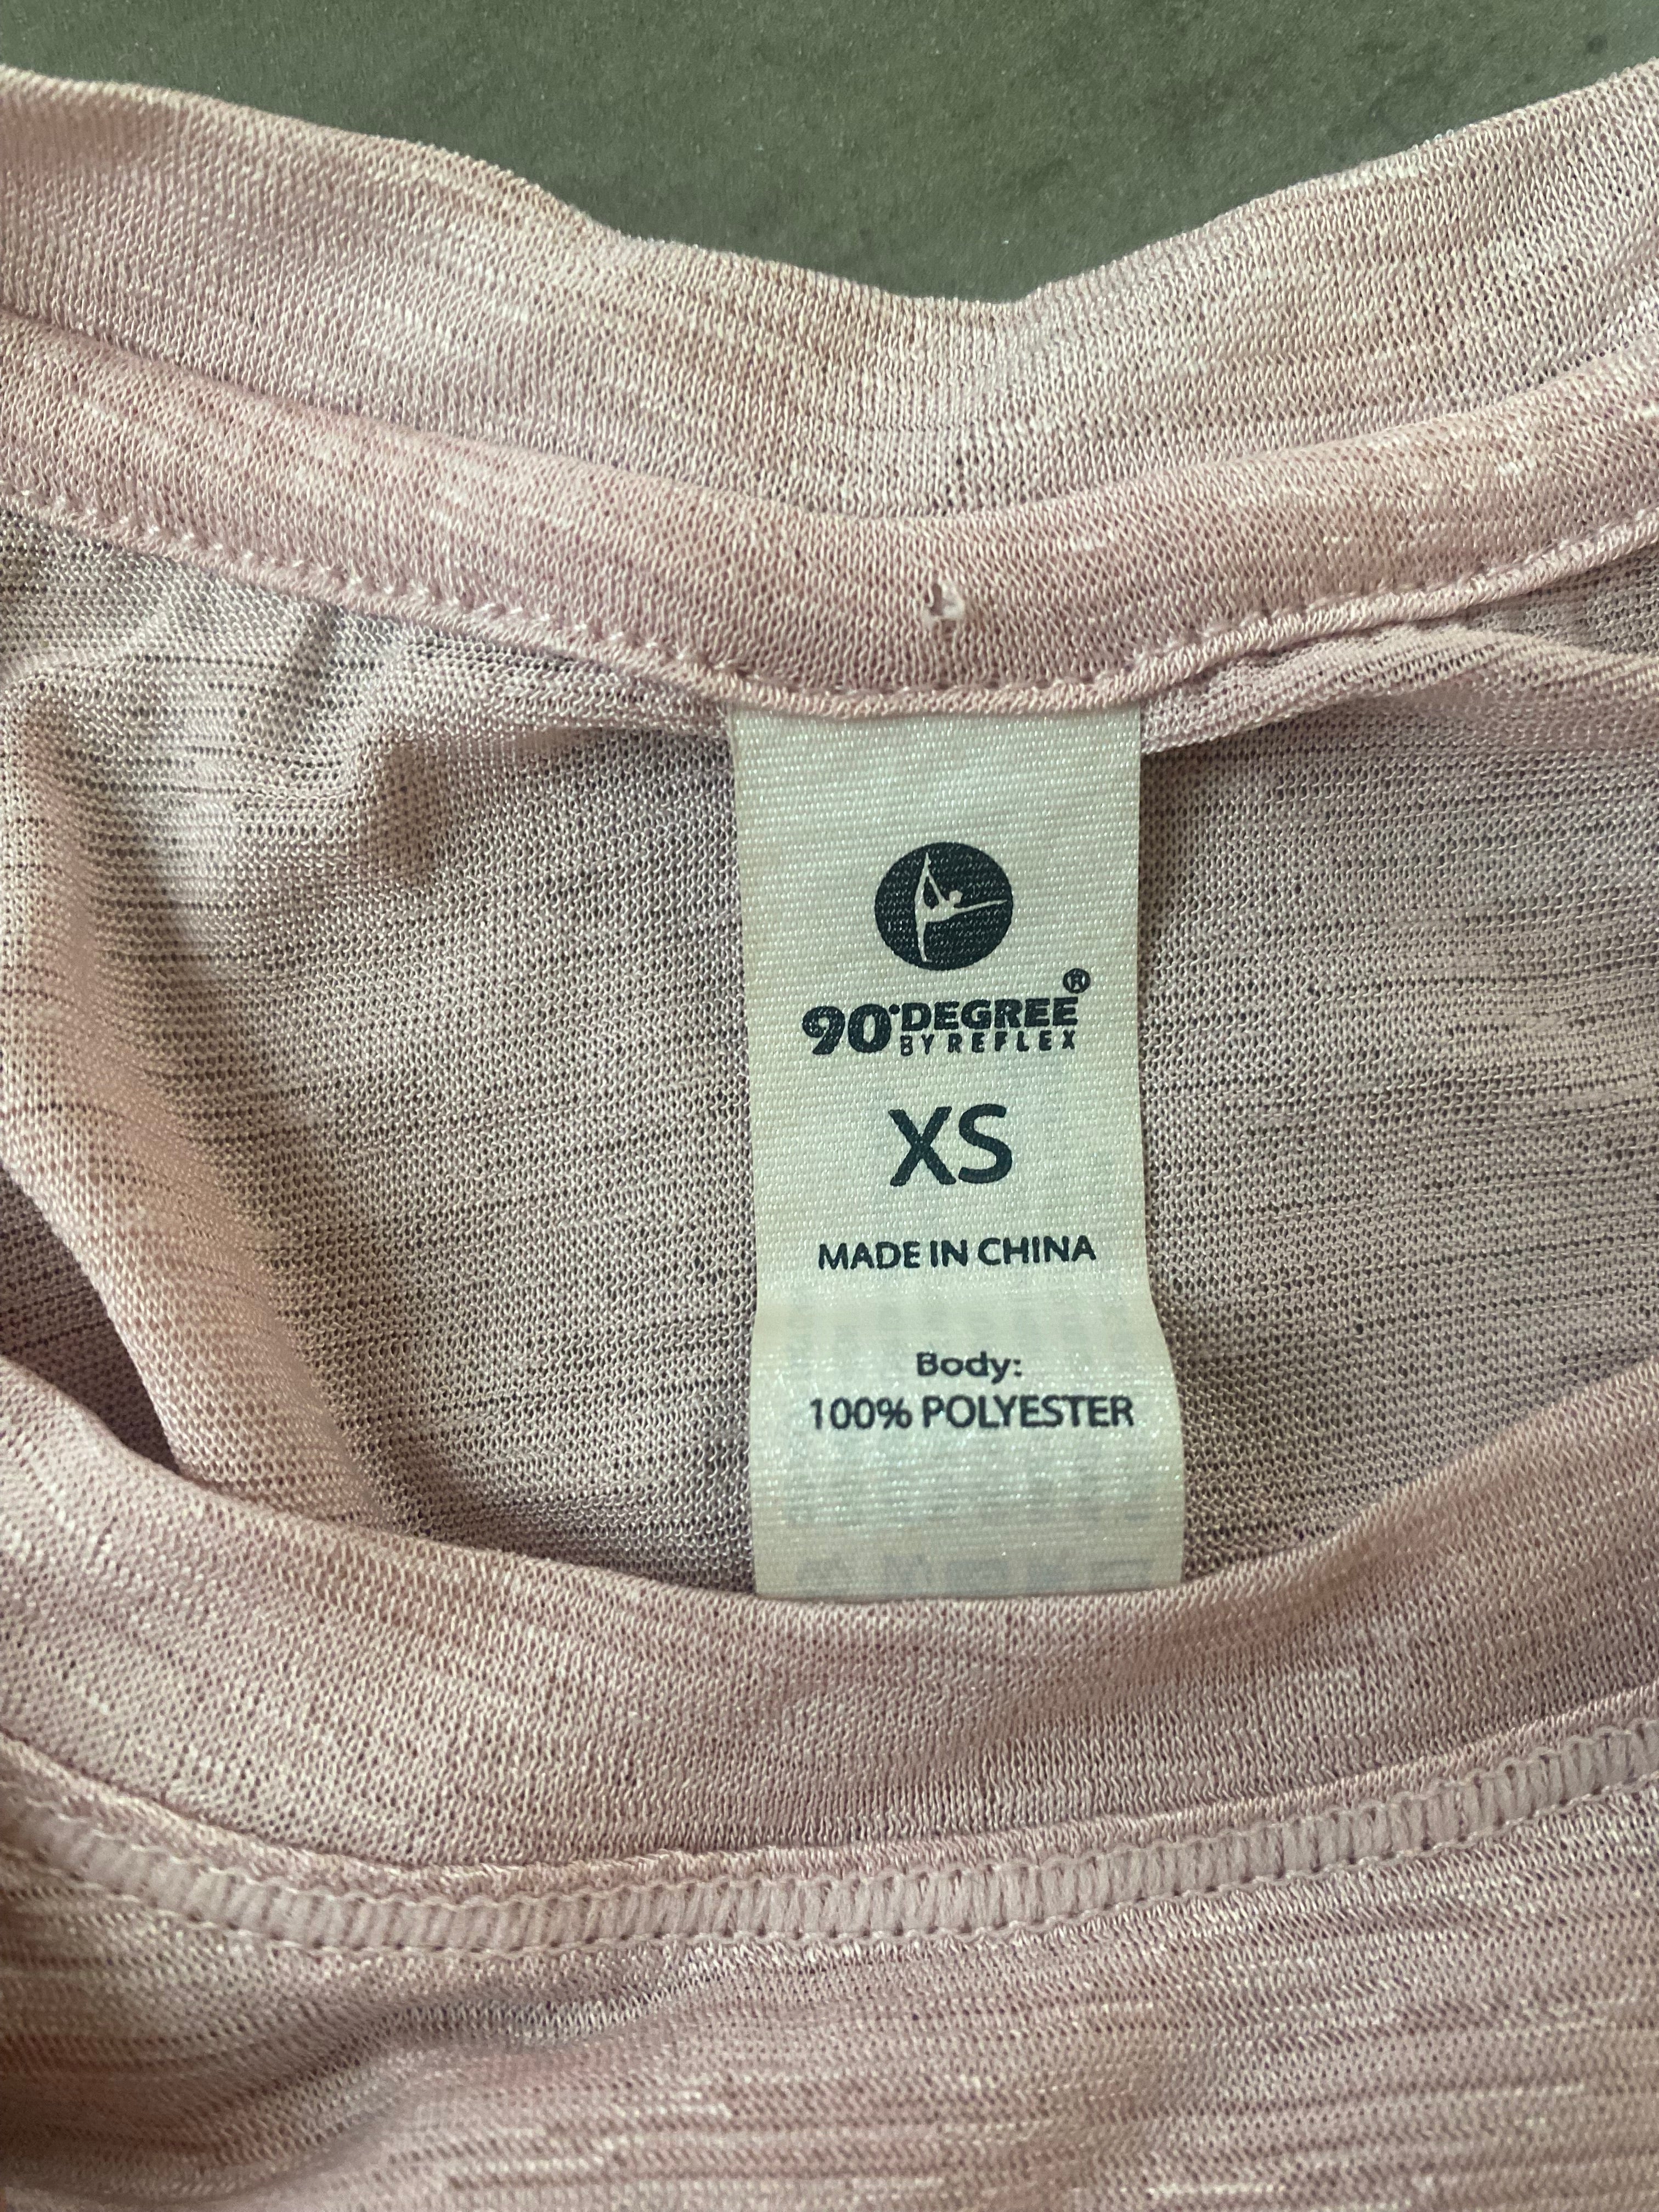 90°DEGREE®
BY REFLEX
XS
MADE IN CHINA
Body:
100% POLYESTER